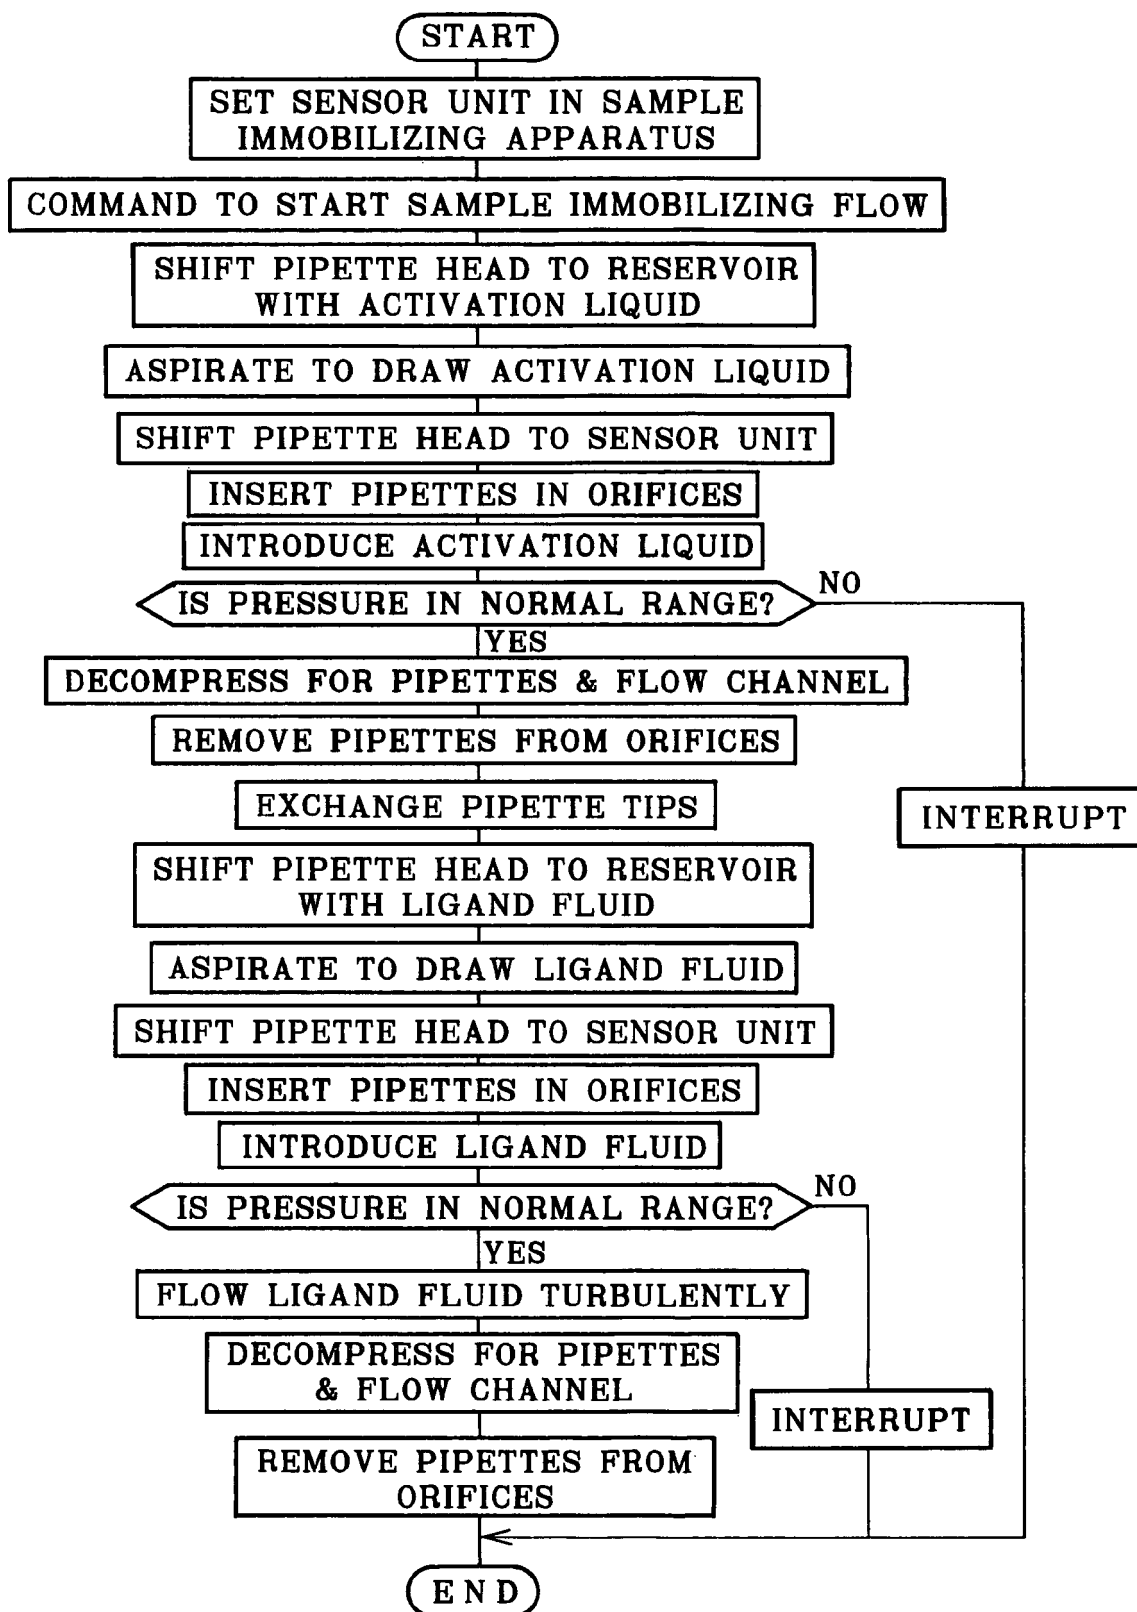 START
SET SENSOR UNIT IN SAMPLE
IMMOBILIZING APPARATUS
COMMAND TO START SAMPLE IMMOBILIZING FLOW
SHIFT PIPETTE HEAD TO RESERVOIR
WITH ACTIVATION LIQUID
ASPIRATE TO DRAW ACTIVATION LIQUID
SHIFT PIPETTE HEAD TO SENSOR UNIT
INSERT PIPETTES IN ORIFICES
INTRODUCE ACTIVATION LIQUID
IS PRESSURE IN NORMAL RANGE?
NO
YES
DECOMPRESS FOR PIPETTES & FLOW CHANNEL
REMOVE PIPETTES FROM ORIFICES
EXCHANGE PIPETTE TIPS
INTERRUPT
SHIFT PIPETTE HEAD TO RESERVOIR
WITH LIGAND FLUID
ASPIRATE TO DRAW LIGAND FLUID
SHIFT PIPETTE HEAD TO SENSOR UNIT
INSERT PIPETTES IN ORIFICES
INTRODUCE LIGAND FLUID
IS PRESSURE IN NORMAL RANGE?
NO
YES
FLOW LIGAND FLUID TURBULENTLY
DECOMPRESS FOR PIPETTES
& FLOW CHANNEL
INTERRUPT
REMOVE PIPETTES FROM
ORIFICES
END